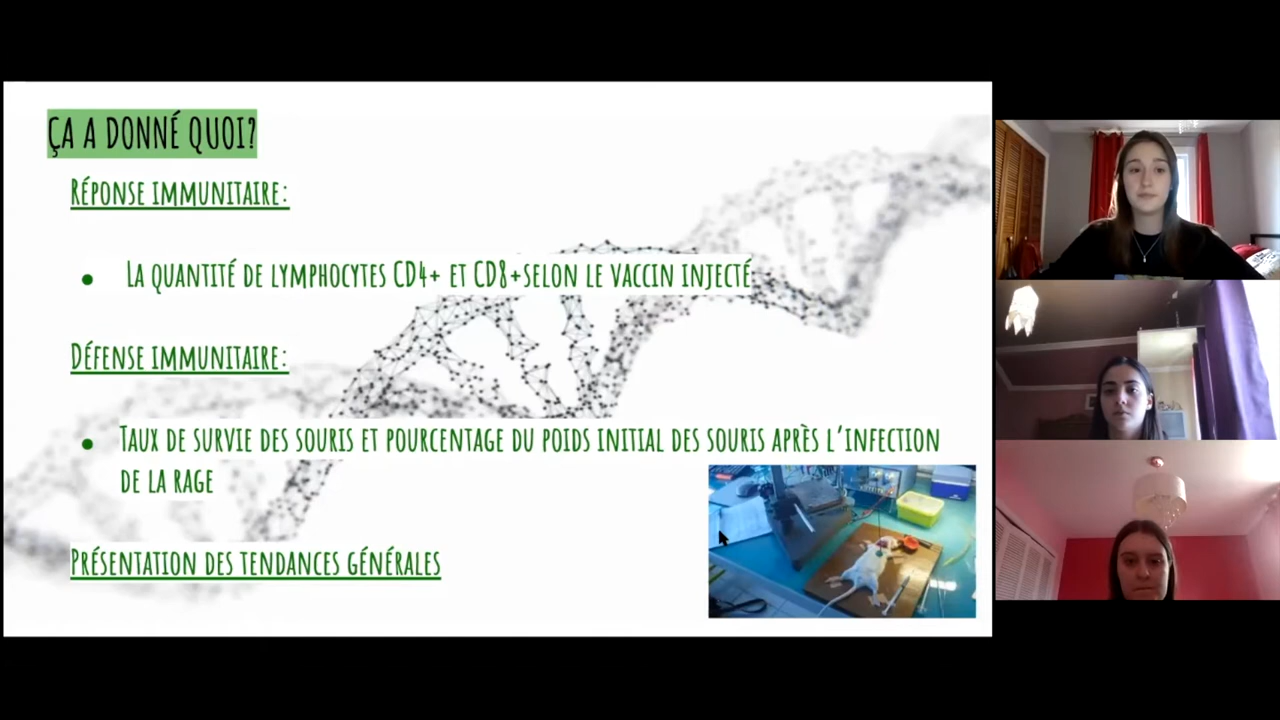 ÇA A DONNÉ QUOI?
RÉPONSE IMMUNITAIRE:
• LA QUANTITÉ DE LYMPHOCYTES CD4+ ET CD8+SELON LE VACCIN INJECTÉ
DÉFENSE IMMUNITAIRE:
• TAUX DE SURVIE DES SOURIS ET POURCENTAGE DU POIDS INITIAL DES SOURIS APRÈS L'INFECTION
DE LA RAGE
PRÉSENTATION DES TENDANCES GÉNÉRALES